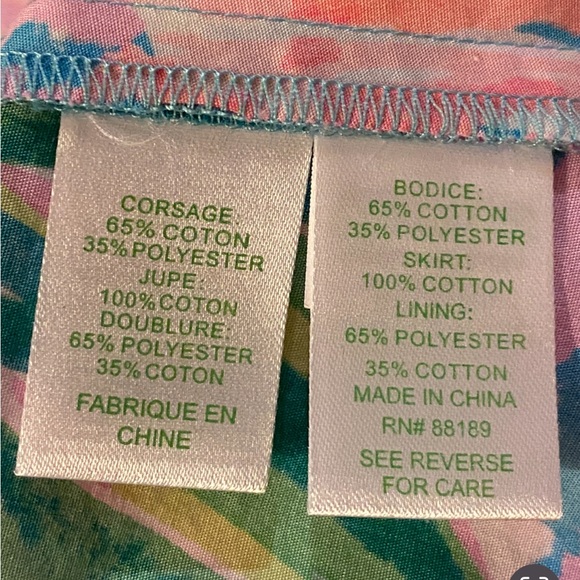 CORSAGE:
65% COTON
35% POLYESTER
JUPE:
100% COTON
DOUBLURE:
65% POLYESTER
35% COTON
FABRIQUE EN
CHINE
BODICE:
65% COTTON
35% POLYESTER
SKIRT:
100% COTTON
LINING:
65% POLYESTER
35% COTTON
MADE IN CHINA
RN# 88189
SEE REVERSE
FOR CARE